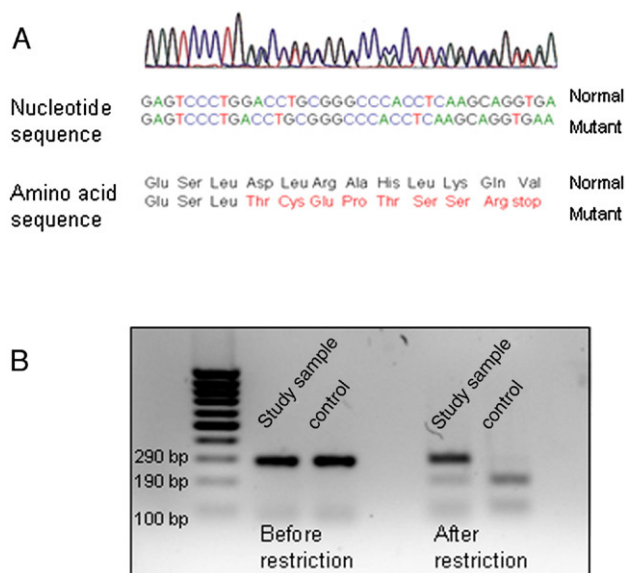 A
Nucleotide sequence
GAGTCCCTGGACCTGCGGGCCCACCTCAAGCAGGTGA Normal
GAGTCCCTGACCTGCGGGCCCACCTCAAGCAGGTGAA Mutant
Amino acid sequence
Glu Ser Leu Asp Leu Arg Ala His Leu Lys Gln Val Normal
Glu Ser Leu Thr Cys Glu Pro Thr Ser Ser Arg stop Mutant
B
Study sample
control
Study sample
control
290 bp
190 bp
100 bp
Before restriction
After restriction